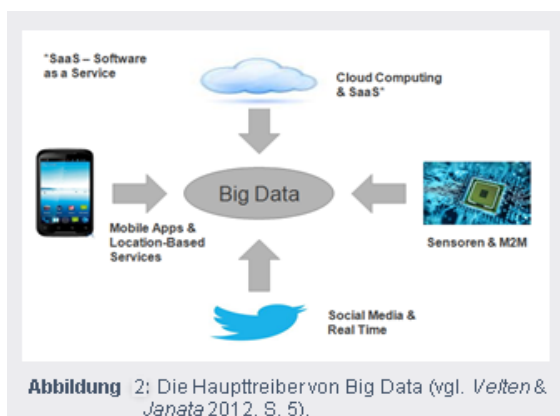 *SaaS – Software
as a Service
Cloud Computing
& SaaS*
Big Data
Mobile Apps &
Location-Based
Services
Sensoren & M2M
Social Media &
Real Time
Abbildung 2: Die Haupttreiber von Big Data (vgl. Velten &
Janata 2012, S. 5).